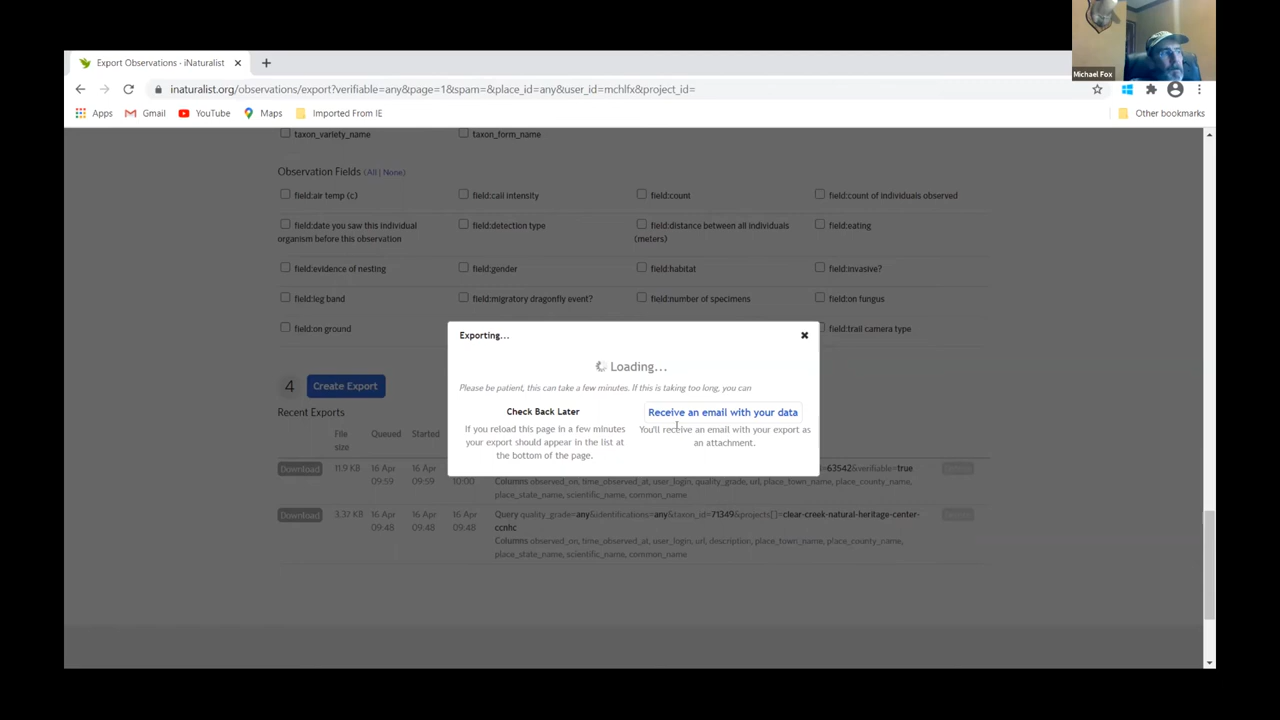 Michael Fox
Export Observations - iNaturalist
inaturalist.org/observations/export?verifiable=any&page=1&spam=&place_id=any&user_id=mchlfx&project_id=
Apps Gmail YouTube Maps Imported From IE Other bookmarks
taxon_variety_name taxon_form_name
Observation Fields (All | None)
field:air temp (c) field:call intensity field:count field:count of individuals observed
field:date you saw this individual field:detection type field:distance between all individuals field:eating
organism before this observation (meters)
field:evidence of nesting field:gender field:habitat field:invasive?
field:leg band field:migratory dragonfly event? field:number of specimens field:on fungus
field:on ground field:trail camera type
Exporting...
Loading...
Please be patient, this can take a few minutes. If this is taking too long, you can
Check Back Later Receive an email with your data
If you reload this page in a few minutes You'll receive an email with your export as
your export should appear in the list at an attachment.
the bottom of the page.
4 Create Export
Recent Exports
File Queued Started
size
Download 11.9 KB 16 Apr 16 Apr =63542&verifiable=true
09:59 09:59 10:00 Columns observed_on, time_observed_at, user_login, quality_grade, url, place_town_name, place_county_name,
place_state_name, scientific_name, common_name
Download 3.32 KB 16 Apr 16 Apr 16 Apr Query quality_grade=any&identifications=any&taxon_id=71349&projects[]=clear-creek-natural-heritage-center-
09:48 09:48 09:48 ccnhc
Columns observed_on, time_observed_at, user_login, url, description, place_town_name, place_county_name,
place_state_name, scientific_name, common_name